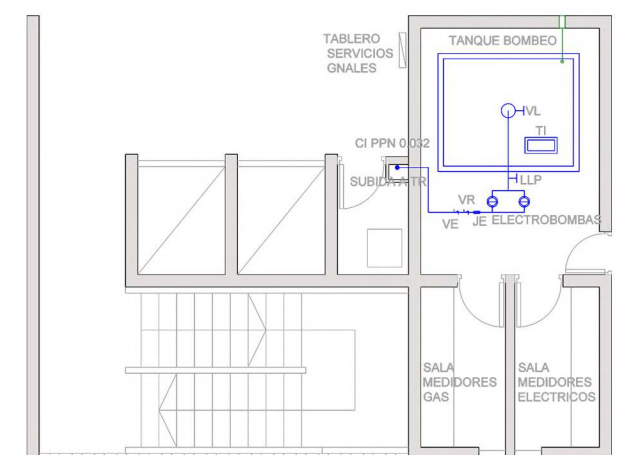 TABLERO
SERVICIOS
GNALES
TANQUE BOMBEO
VL
TI
CI PPN 0.032
SUBIDA A TR
LLP
VR
VE
JE
ELECTROBOMBAS
SALA
MEDIDORES
GAS
SALA
MEDIDORES
ELECTRICOS